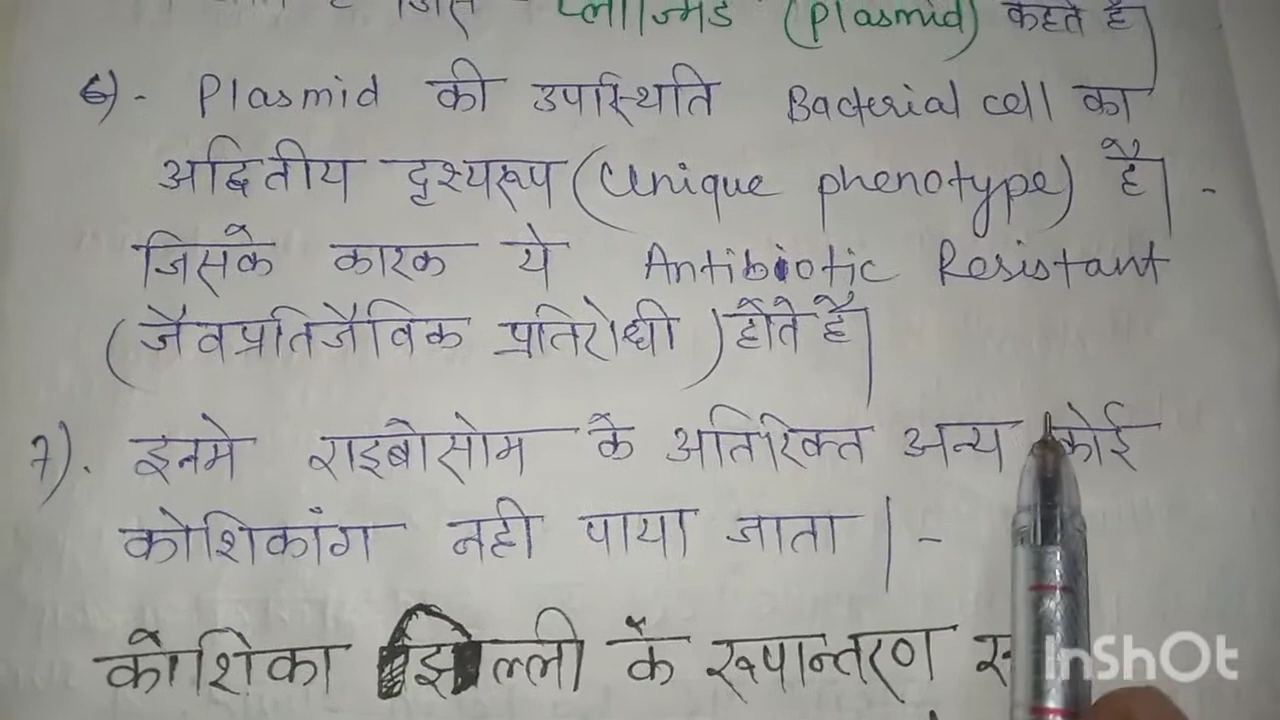 जिसे प्लाज्मिड (Plasmid) कहते है|
6)- Plasmid की उपस्थिति Bacterial cell का
अद्वितीय दृश्यरूप (Unique phenotype) है| -
जिसके कारक ये Antibiotic Resistant
(जैवप्रतिजैविक प्रतिरोधी) होते है|
7). इनमे राइबोसोम के अतिरिक्त अन्य कोई
कोशिकांग नही पाया जाता | -
कोशिका झिल्ली के रूपान्तरण
InShOt